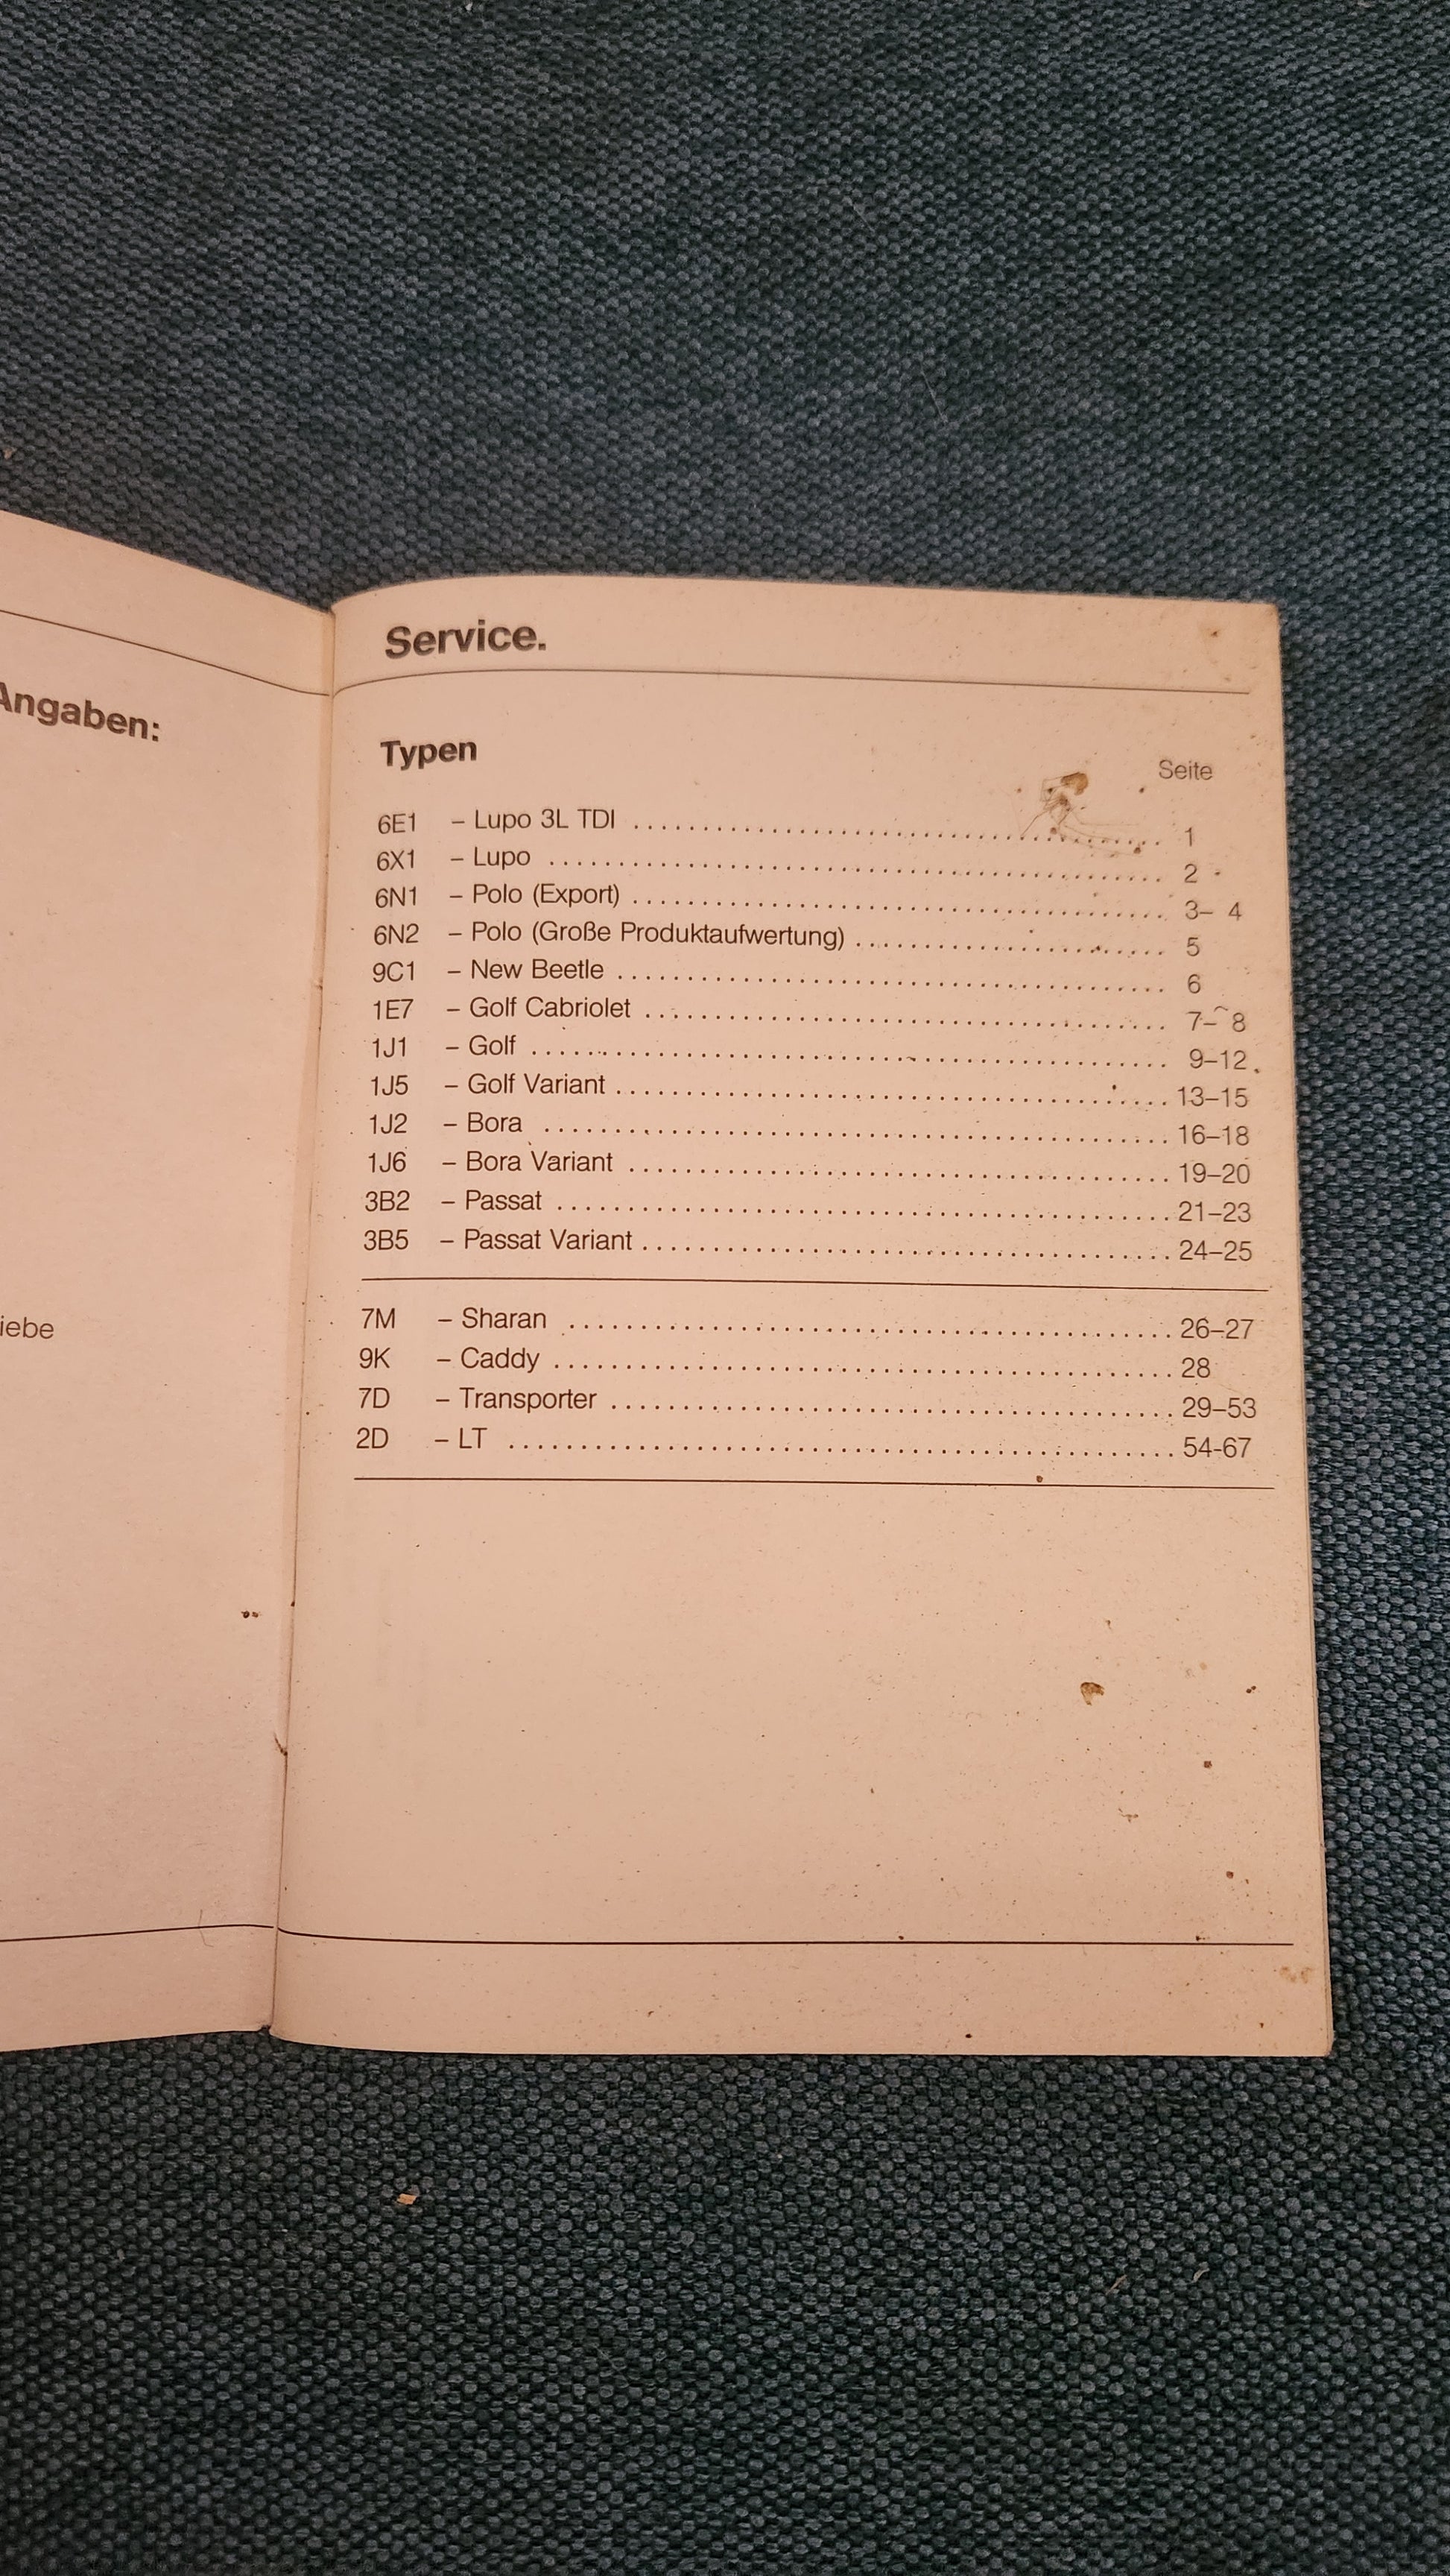 Angaben:
iebe
Service.
Typen
Seite
6E1 – Lupo 3L TDI ........................................ 1
6X1 – Lupo ........................................ 2
6N1 – Polo (Export) ........................................ 3– 4
6N2 – Polo (Große Produktaufwertung) ........................................ 5
9C1 – New Beetle ........................................ 6
1E7 – Golf Cabriolet ........................................ 7– 8
1J1 – Golf ........................................ 9–12
1J5 – Golf Variant ........................................ 13–15
1J2 – Bora ........................................ 16–18
1J6 – Bora Variant ........................................ 19–20
3B2 – Passat ........................................ 21–23
3B5 – Passat Variant ........................................ 24–25
7M – Sharan ........................................ 26–27
9K – Caddy ........................................ 28
7D – Transporter ........................................ 29–53
2D – LT ........................................ 54-67